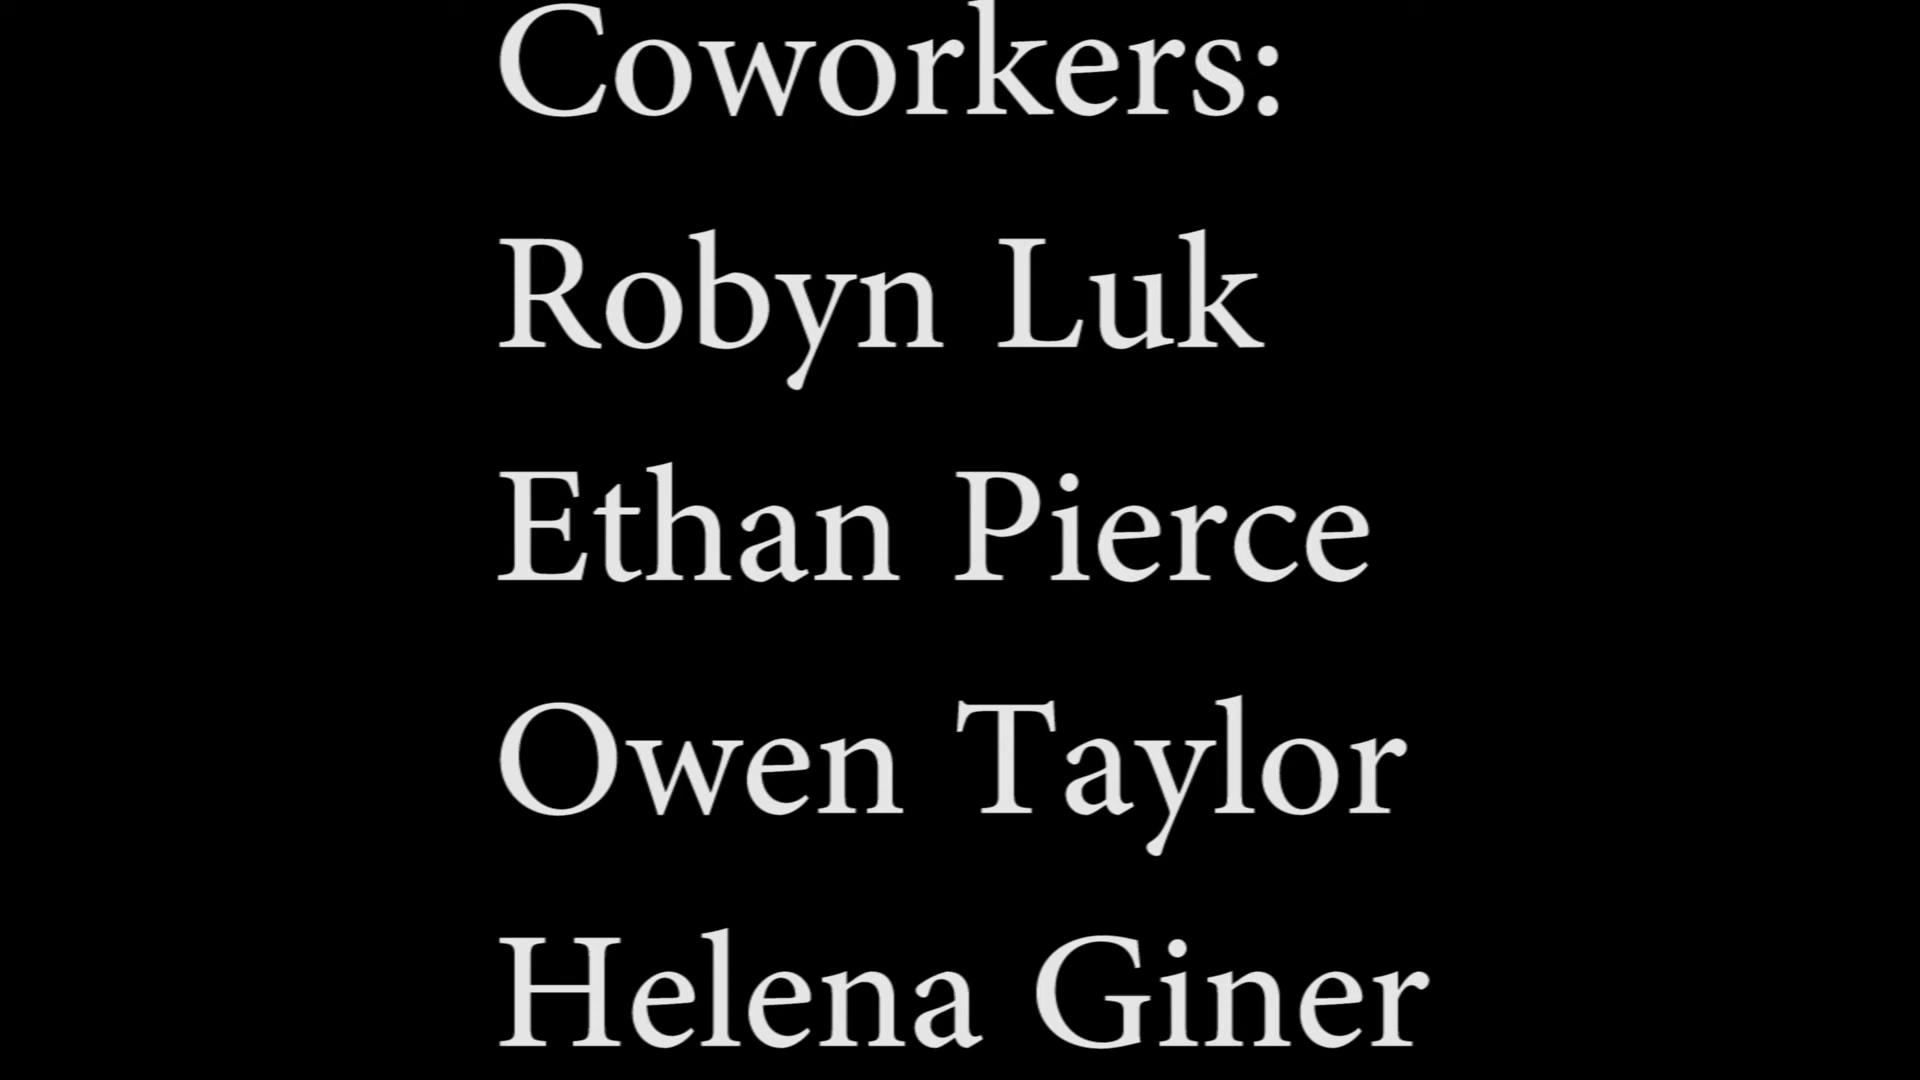 Coworkers:
Robyn Luk
Ethan Pierce
Owen Taylor
Helena Giner